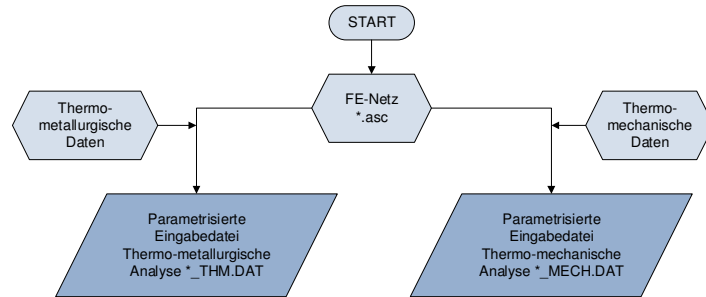 START
FE-Netz
*.asc
Thermo-
metallurgische
Daten
Thermo-
mechanische
Daten
Parametrisierte
Eingabedatei
Thermo-metallurgische
Analyse *_THM.DAT
Parametrisierte
Eingabedatei
Thermo-mechanische
Analyse *_MECH.DAT